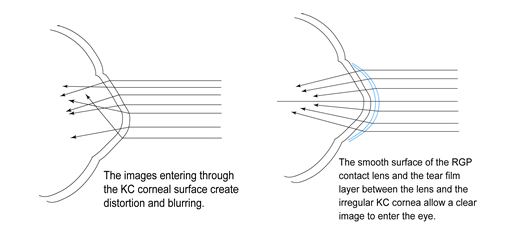 The images entering through
the KC corneal surface create
distortion and blurring.
The smooth surface of the RGP
contact lens and the tear film
layer between the lens and the
irregular KC cornea allow a clear
image to enter the eye.